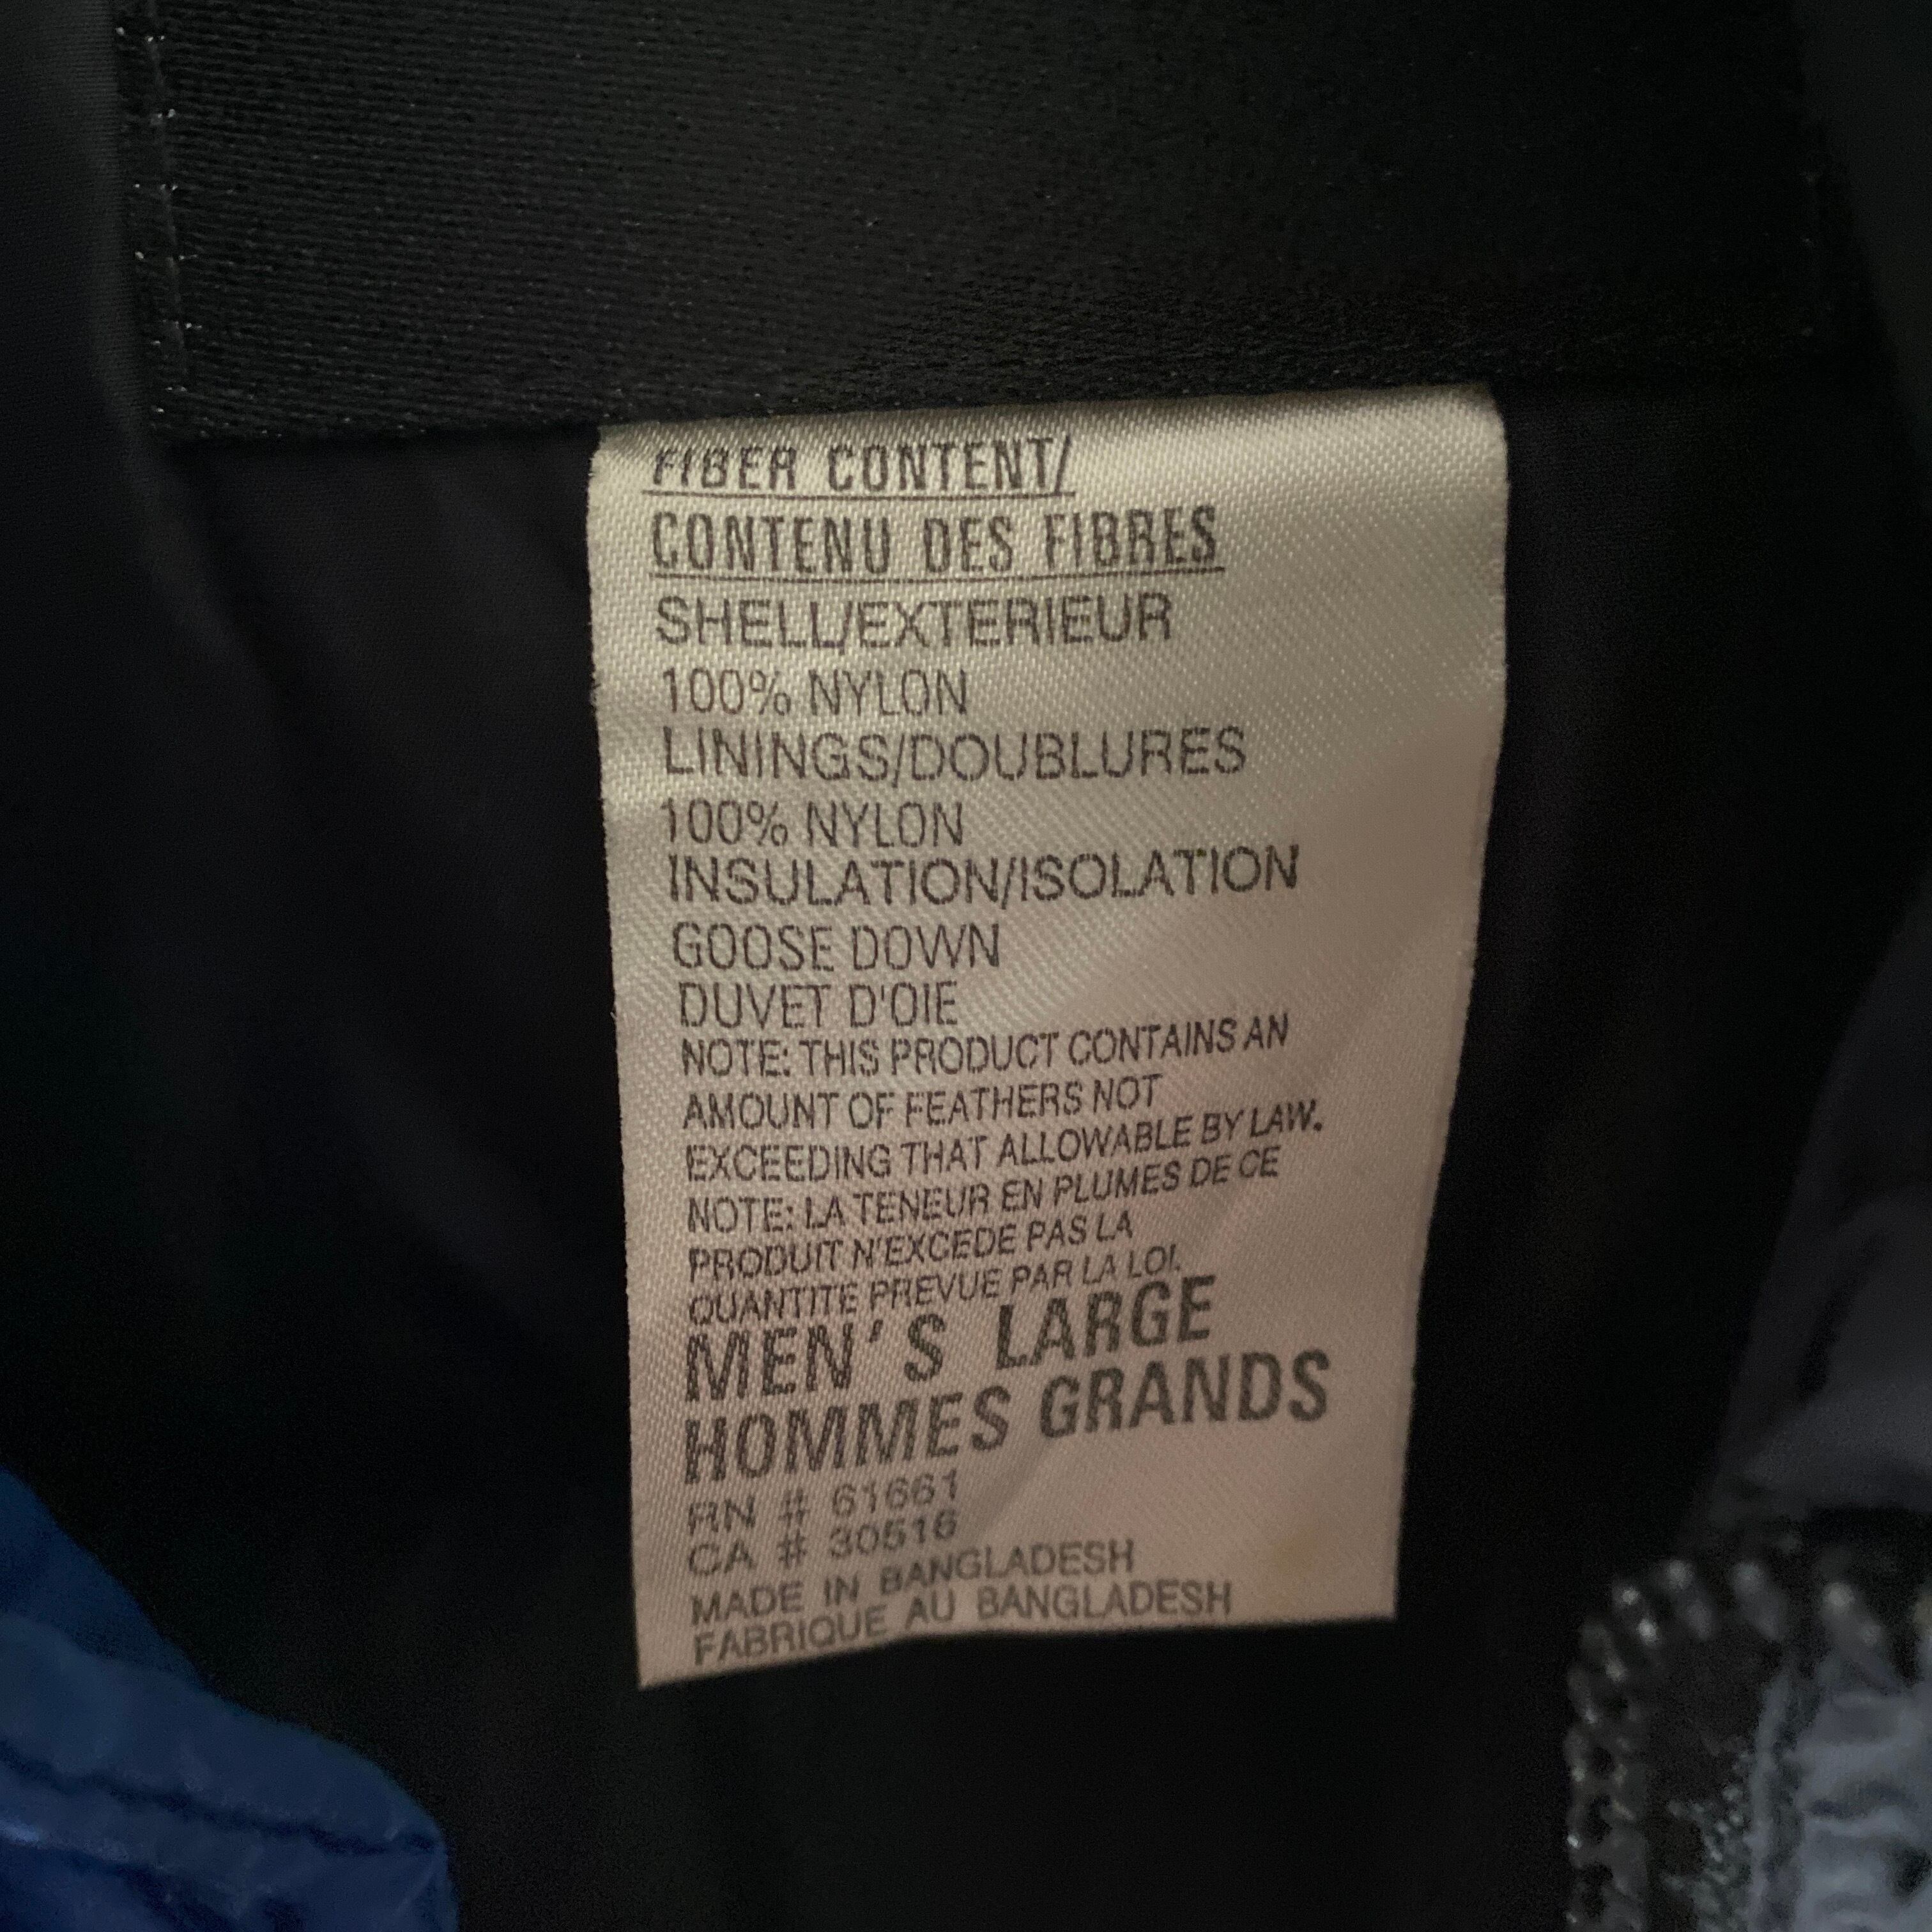 FIBER CONTENT/
CONTENU DES FIBRES
SHELL/EXTERIEUR
100% NYLON
LININGS/DOUBLURES
100% NYLON
INSULATION/ISOLATION
GOOSE DOWN
DUVET D'OIE
NOTE: THIS PRODUCT CONTAINS AN
AMOUNT OF FEATHERS NOT
EXCEEDING THAT ALLOWABLE BY LAW.
NOTE: LA TENEUR EN PLUMES DE CE
PRODUIT N'EXCEDE PAS LA
QUANTITE PREVUE PAR LA LOI.
MEN'S LARGE
HOMMES GRANDS
RN # 61661
CA # 30516
MADE IN BANGLADESH
FABRIQUE AU BANGLADESH